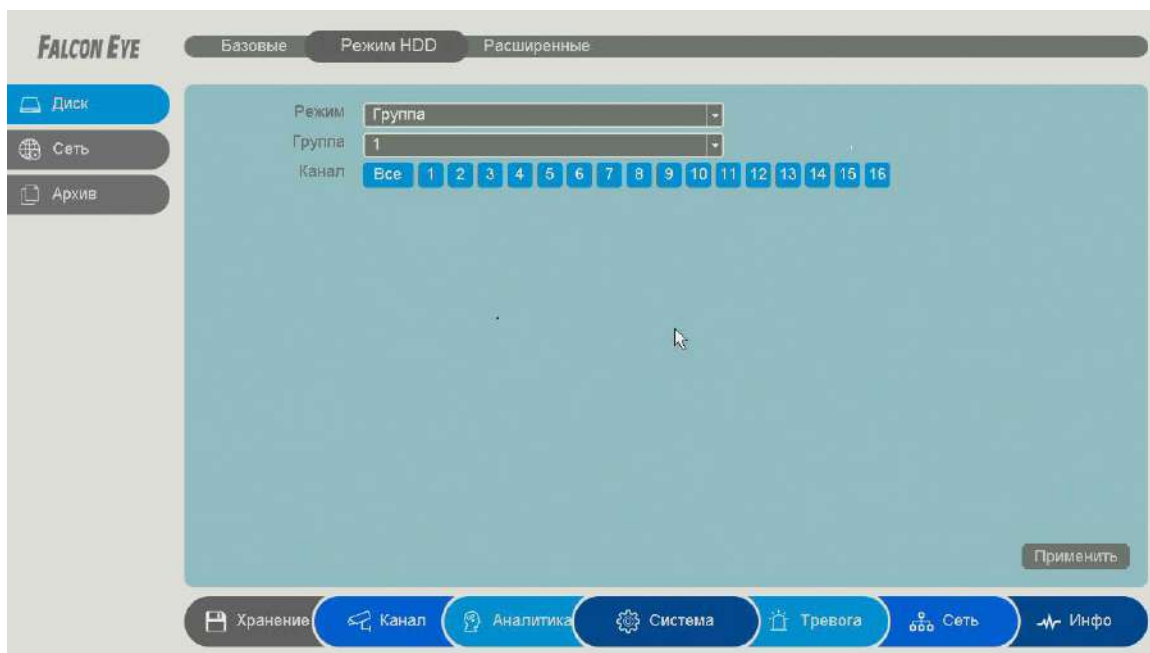 FALCON EYE
Базовые Режим HDD Расширенные
Диск
Сеть
Архив
Режим Группа
Группа 1
Канал Все 1 2 3 4 5 6 7 8 9 10 11 12 13 14 15 16
Применить
Хранение Канал Аналитика Система Тревога Сеть Инфо